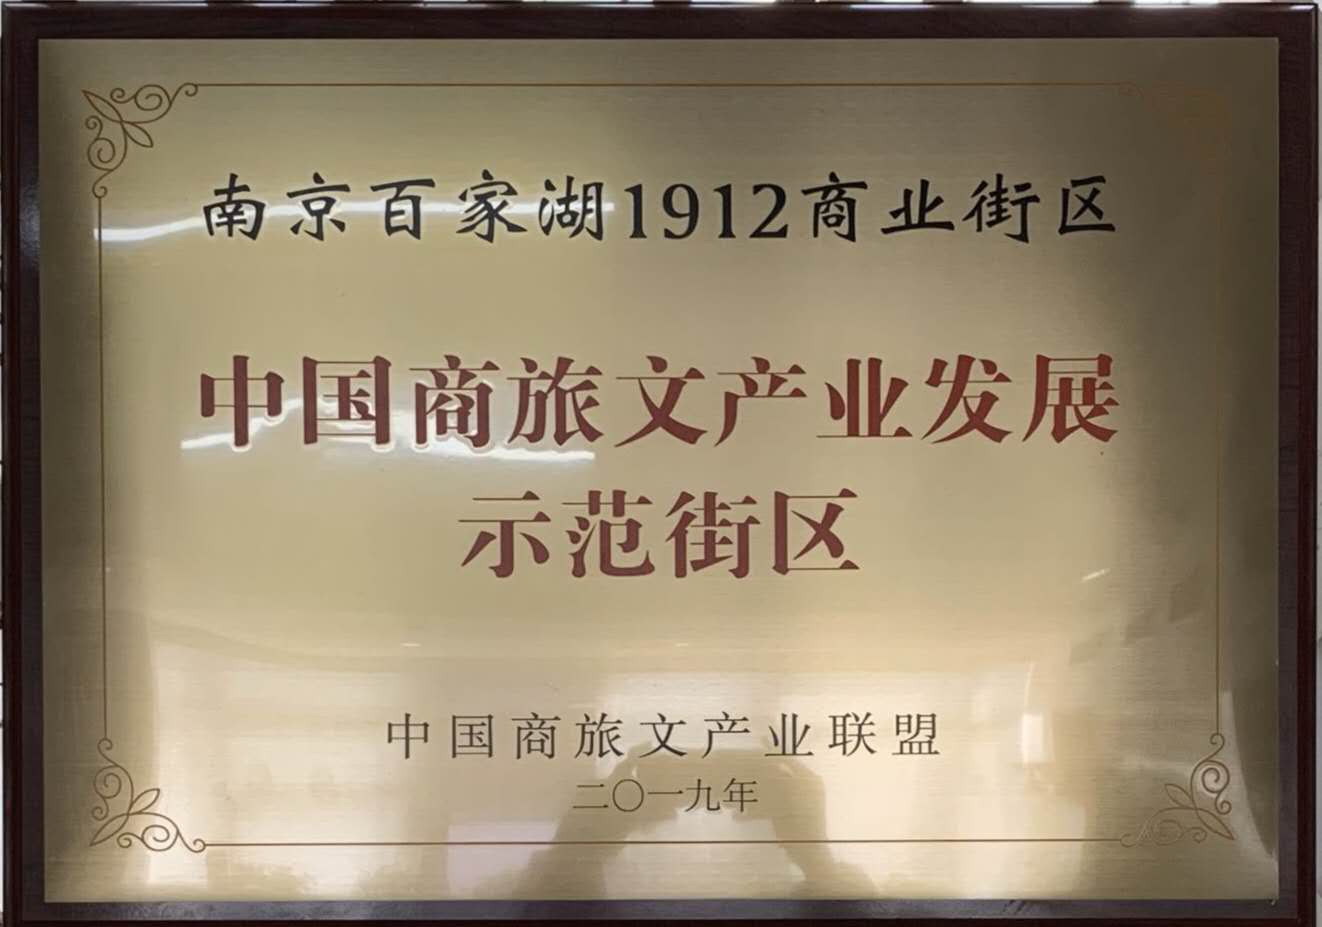 南京百家湖1912商业街区
中国商旅文产业发展
示范街区
中国商旅文产业联盟
二〇一九年